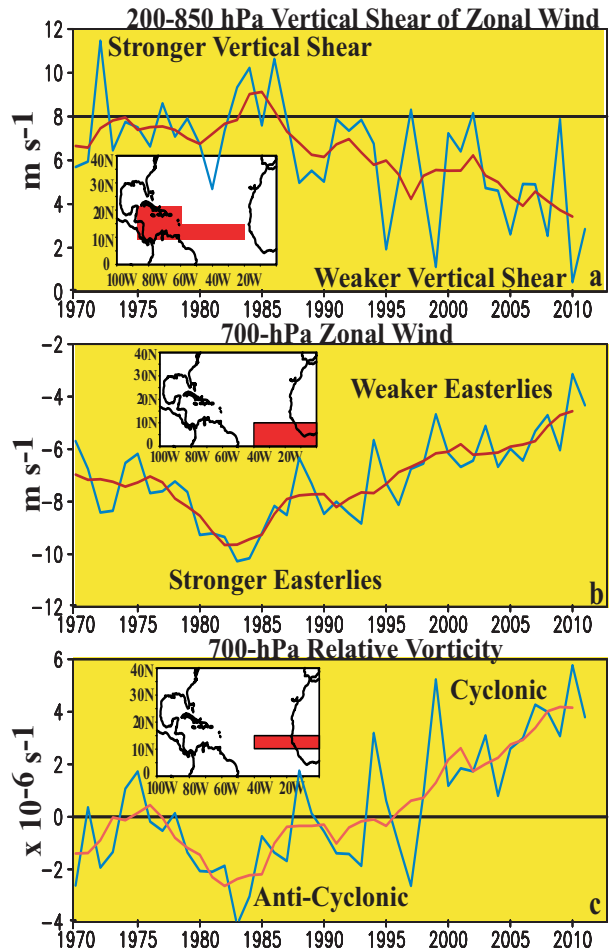 200-850 hPa Vertical Shear of Zonal Wind
12
Stronger Vertical Shear
10
8
m s-1
6
4
2
0
40N
30N
20N
10N
0
100W 80W 60W 40W 20W
Weaker Vertical Shear
a
1970 1975 1980 1985 1990 1995 2000 2005 2010
700-hPa Zonal Wind
-2
-4
-6
m s-1
-8
-10
-12
40N
30N
20N
10N
0
100W 80W 60W 40W 20W
Weaker Easterlies
Stronger Easterlies
b
1970 1975 1980 1985 1990 1995 2000 2005 2010
700-hPa Relative Vorticity
6
4
2
x 10-6 s-1
0
-2
-4
40N
30N
20N
10N
0
100W 80W 60W 40W 20W
Cyclonic
Anti-Cyclonic
c
1970 1975 1980 1985 1990 1995 2000 2005 2010